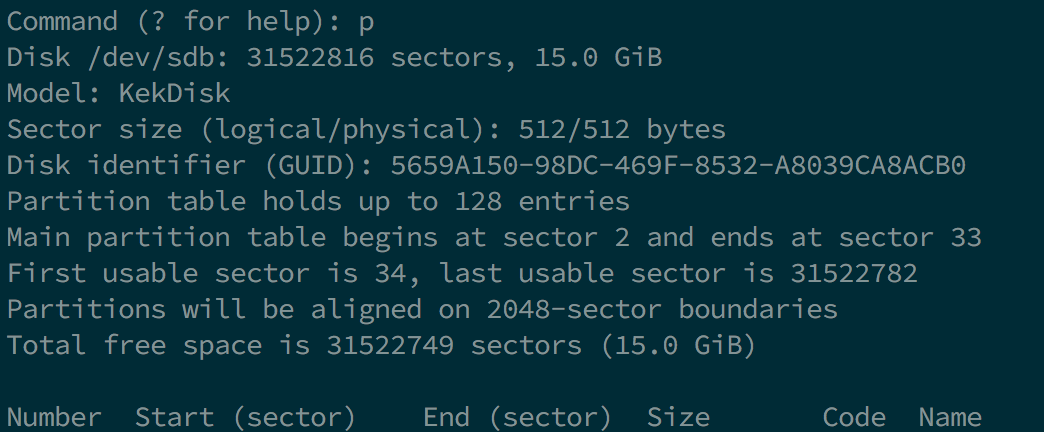 Command (? for help): p
Disk /dev/sdb: 31522816 sectors, 15.0 GiB
Model: KekDisk
Sector size (logical/physical): 512/512 bytes
Disk identifier (GUID): 5659A150-98DC-469F-8532-A8039CA8ACB0
Partition table holds up to 128 entries
Main partition table begins at sector 2 and ends at sector 33
First usable sector is 34, last usable sector is 31522782
Partitions will be aligned on 2048-sector boundaries
Total free space is 31522749 sectors (15.0 GiB)
Number  Start (sector)    End (sector)  Size       Code  Name